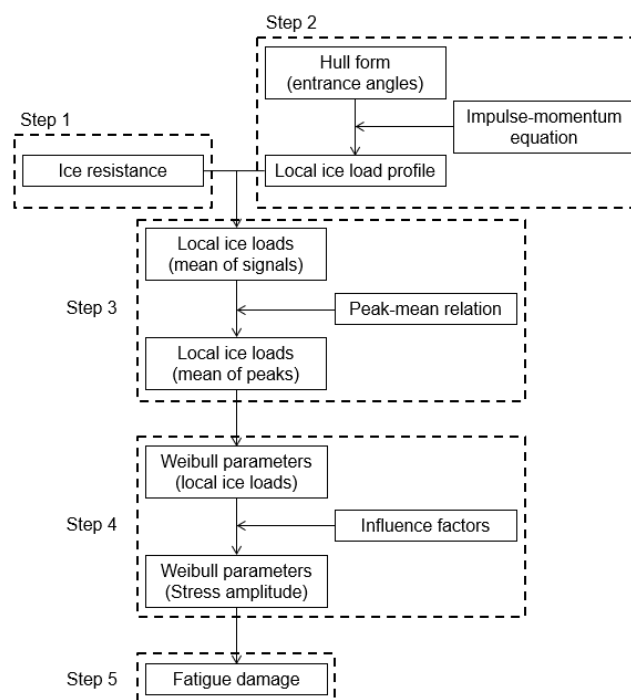 Step 2
Hull form
(entrance angles)
Step 1
Impulse-momentum
equation
Ice resistance
Local ice load profile
Local ice loads
(mean of signals)
Step 3
Peak-mean relation
Local ice loads
(mean of peaks)
Weibull parameters
(local ice loads)
Step 4
Influence factors
Weibull parameters
(Stress amplitude)
Step 5
Fatigue damage